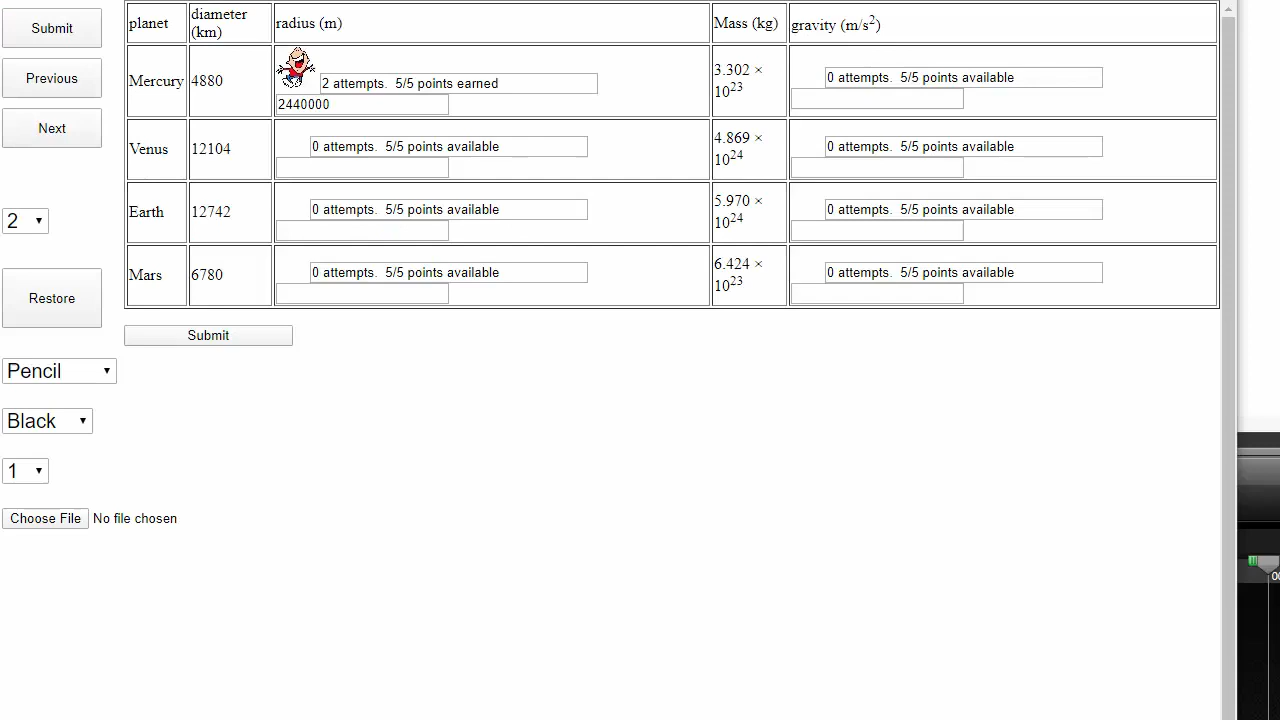 Submit
Previous
Next
2
Restore
Pencil
Black
1
Choose File No file chosen
planet diameter (km) radius (m) Mass (kg) gravity (m/s²)
Mercury 4880 2 attempts. 5/5 points earned 2440000 3.302 × 10²³ 0 attempts. 5/5 points available
Venus 12104 0 attempts. 5/5 points available 4.869 × 10²⁴ 0 attempts. 5/5 points available
Earth 12742 0 attempts. 5/5 points available 5.970 × 10²⁴ 0 attempts. 5/5 points available
Mars 6780 0 attempts. 5/5 points available 6.424 × 10²³ 0 attempts. 5/5 points available
Submit